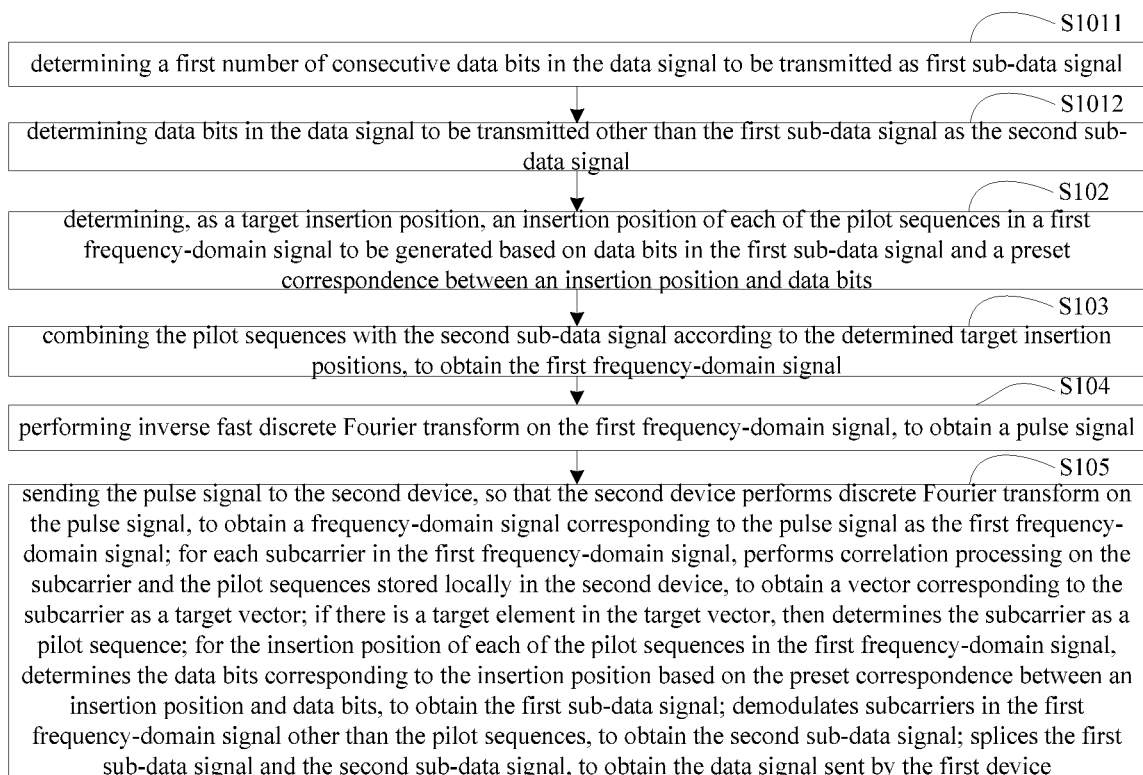 S1011
determining a first number of consecutive data bits in the data signal to be transmitted as first sub-data signal
S1012
determining data bits in the data signal to be transmitted other than the first sub-data signal as the second sub-
data signal
S102
determining, as a target insertion position, an insertion position of each of the pilot sequences in a first
frequency-domain signal to be generated based on data bits in the first sub-data signal and a preset
correspondence between an insertion position and data bits
S103
combining the pilot sequences with the second sub-data signal according to the determined target insertion
positions, to obtain the first frequency-domain signal
S104
performing inverse fast discrete Fourier transform on the first frequency-domain signal, to obtain a pulse signal
S105
sending the pulse signal to the second device, so that the second device performs discrete Fourier transform on
the pulse signal, to obtain a frequency-domain signal corresponding to the pulse signal as the first frequency-
domain signal; for each subcarrier in the first frequency-domain signal, performs correlation processing on the
subcarrier and the pilot sequences stored locally in the second device, to obtain a vector corresponding to the
subcarrier as a target vector; if there is a target element in the target vector, then determines the subcarrier as a
pilot sequence; for the insertion position of each of the pilot sequences in the first frequency-domain signal,
determines the data bits corresponding to the insertion position based on the preset correspondence between an
insertion position and data bits, to obtain the first sub-data signal; demodulates subcarriers in the first
frequency-domain signal other than the pilot sequences, to obtain the second sub-data signal; splices the first
sub-data signal and the second sub-data signal, to obtain the data signal sent by the first device